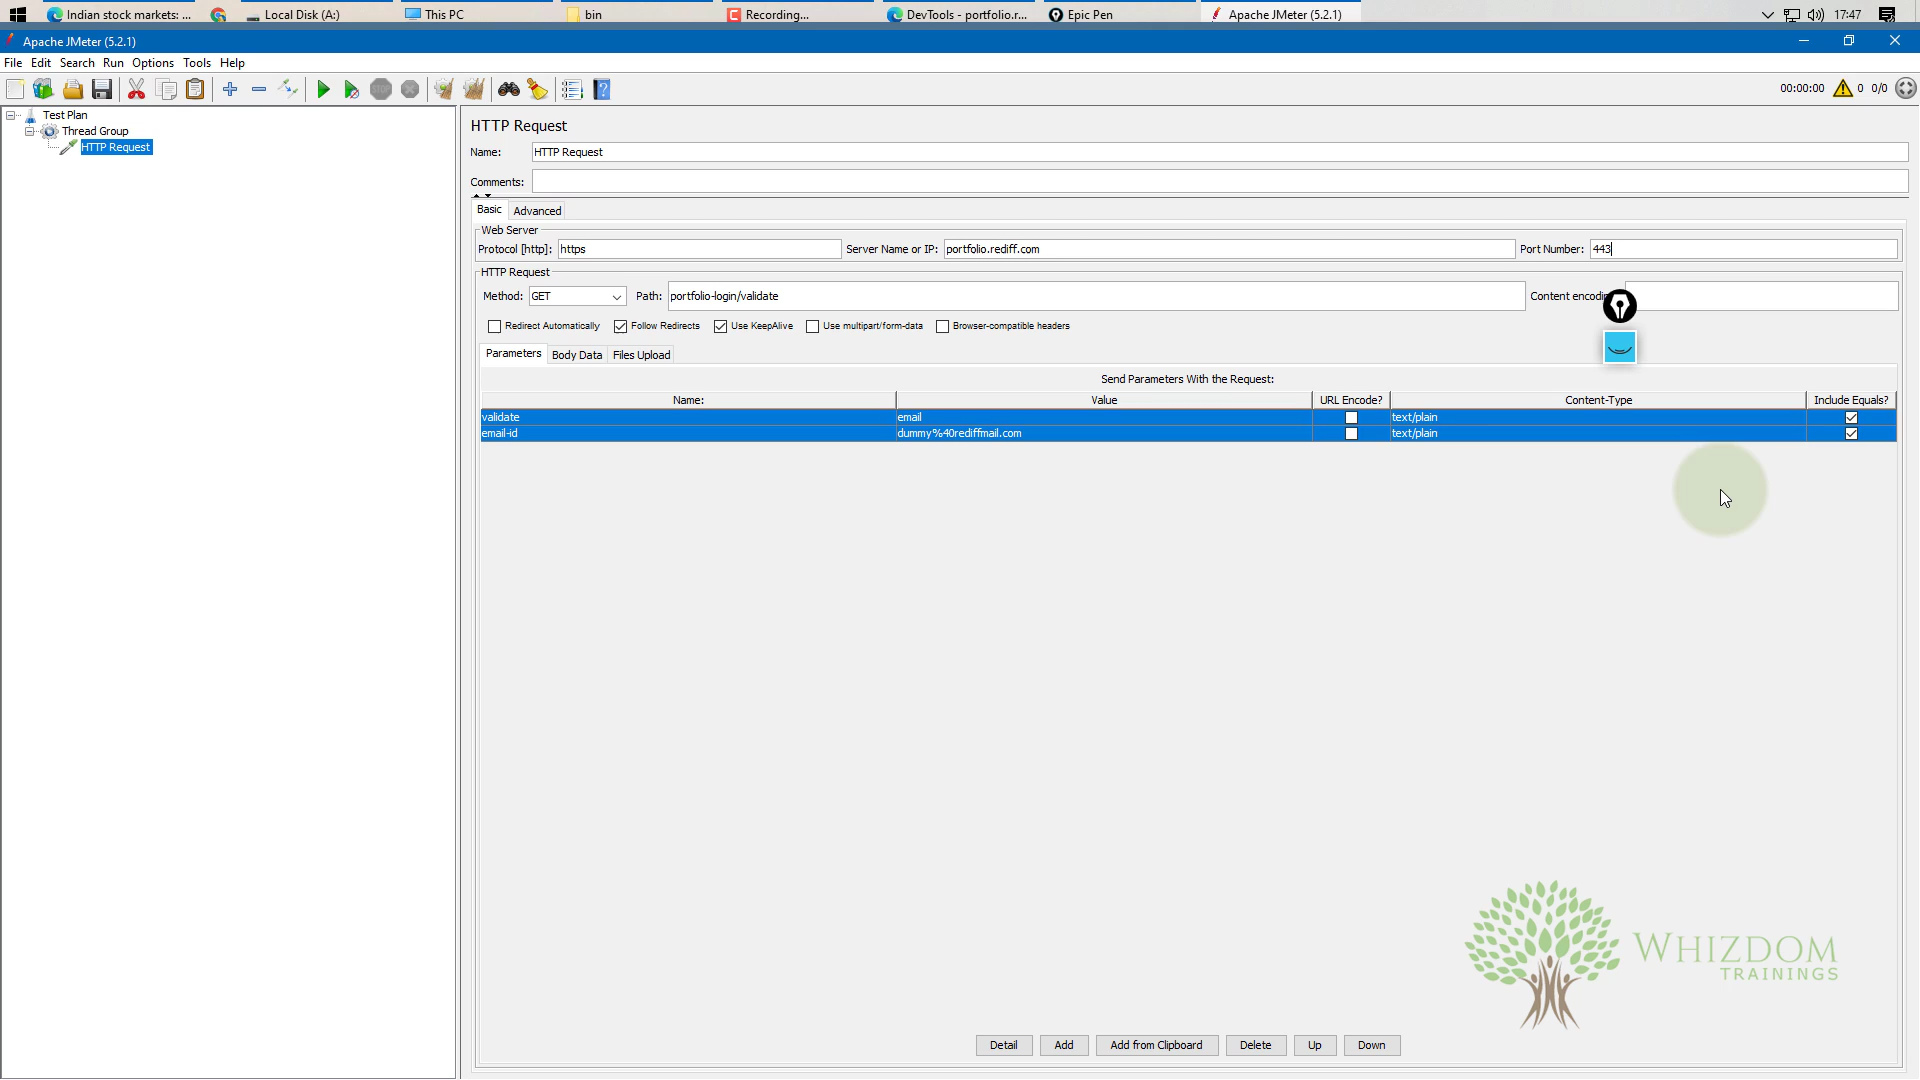 Indian stock markets: ...
Local Disk (A:)
This PC
bin
Recording...
DevTools - portfolio.r...
Epic Pen
Apache JMeter (5.2.1)
17:47
Apache JMeter (5.2.1)
File Edit Search Run Options Tools Help
STOP
00:00:00 0 0/0
Test Plan
Thread Group
HTTP Request
HTTP Request
Name: HTTP Request
Comments:
Basic Advanced
Web Server
Protocol [http]: https Server Name or IP: portfolio.rediff.com Port Number: 443
HTTP Request
Method: GET Path: portfolio-login/validate Content encodin
Redirect Automatically Follow Redirects Use KeepAlive Use multipart/form-data Browser-compatible headers
Parameters Body Data Files Upload
Send Parameters With the Request:
Name: Value URL Encode? Content-Type Include Equals?
validate email text/plain
email-id dummy%40rediffmail.com text/plain
WHIZDOM
TRAININGS
Detail Add Add from Clipboard Delete Up Down